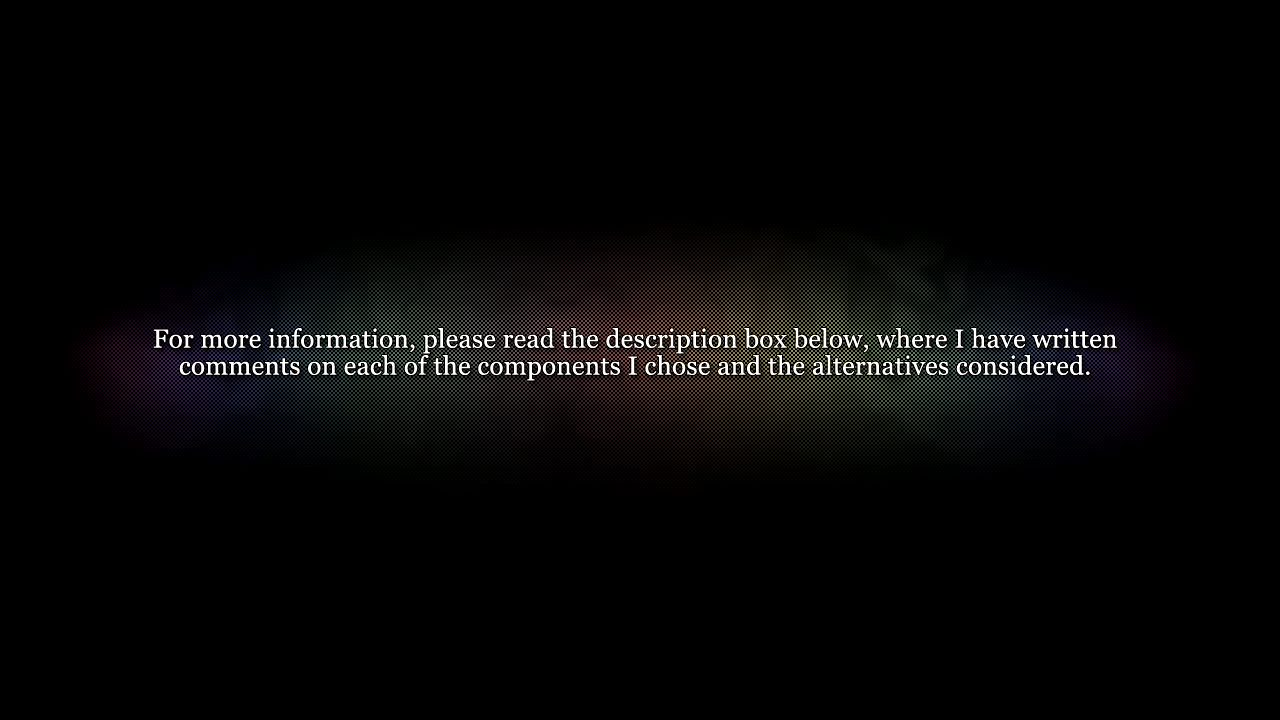 For more information, please read the description box below, where I have written
comments on each of the components I chose and the alternatives considered.